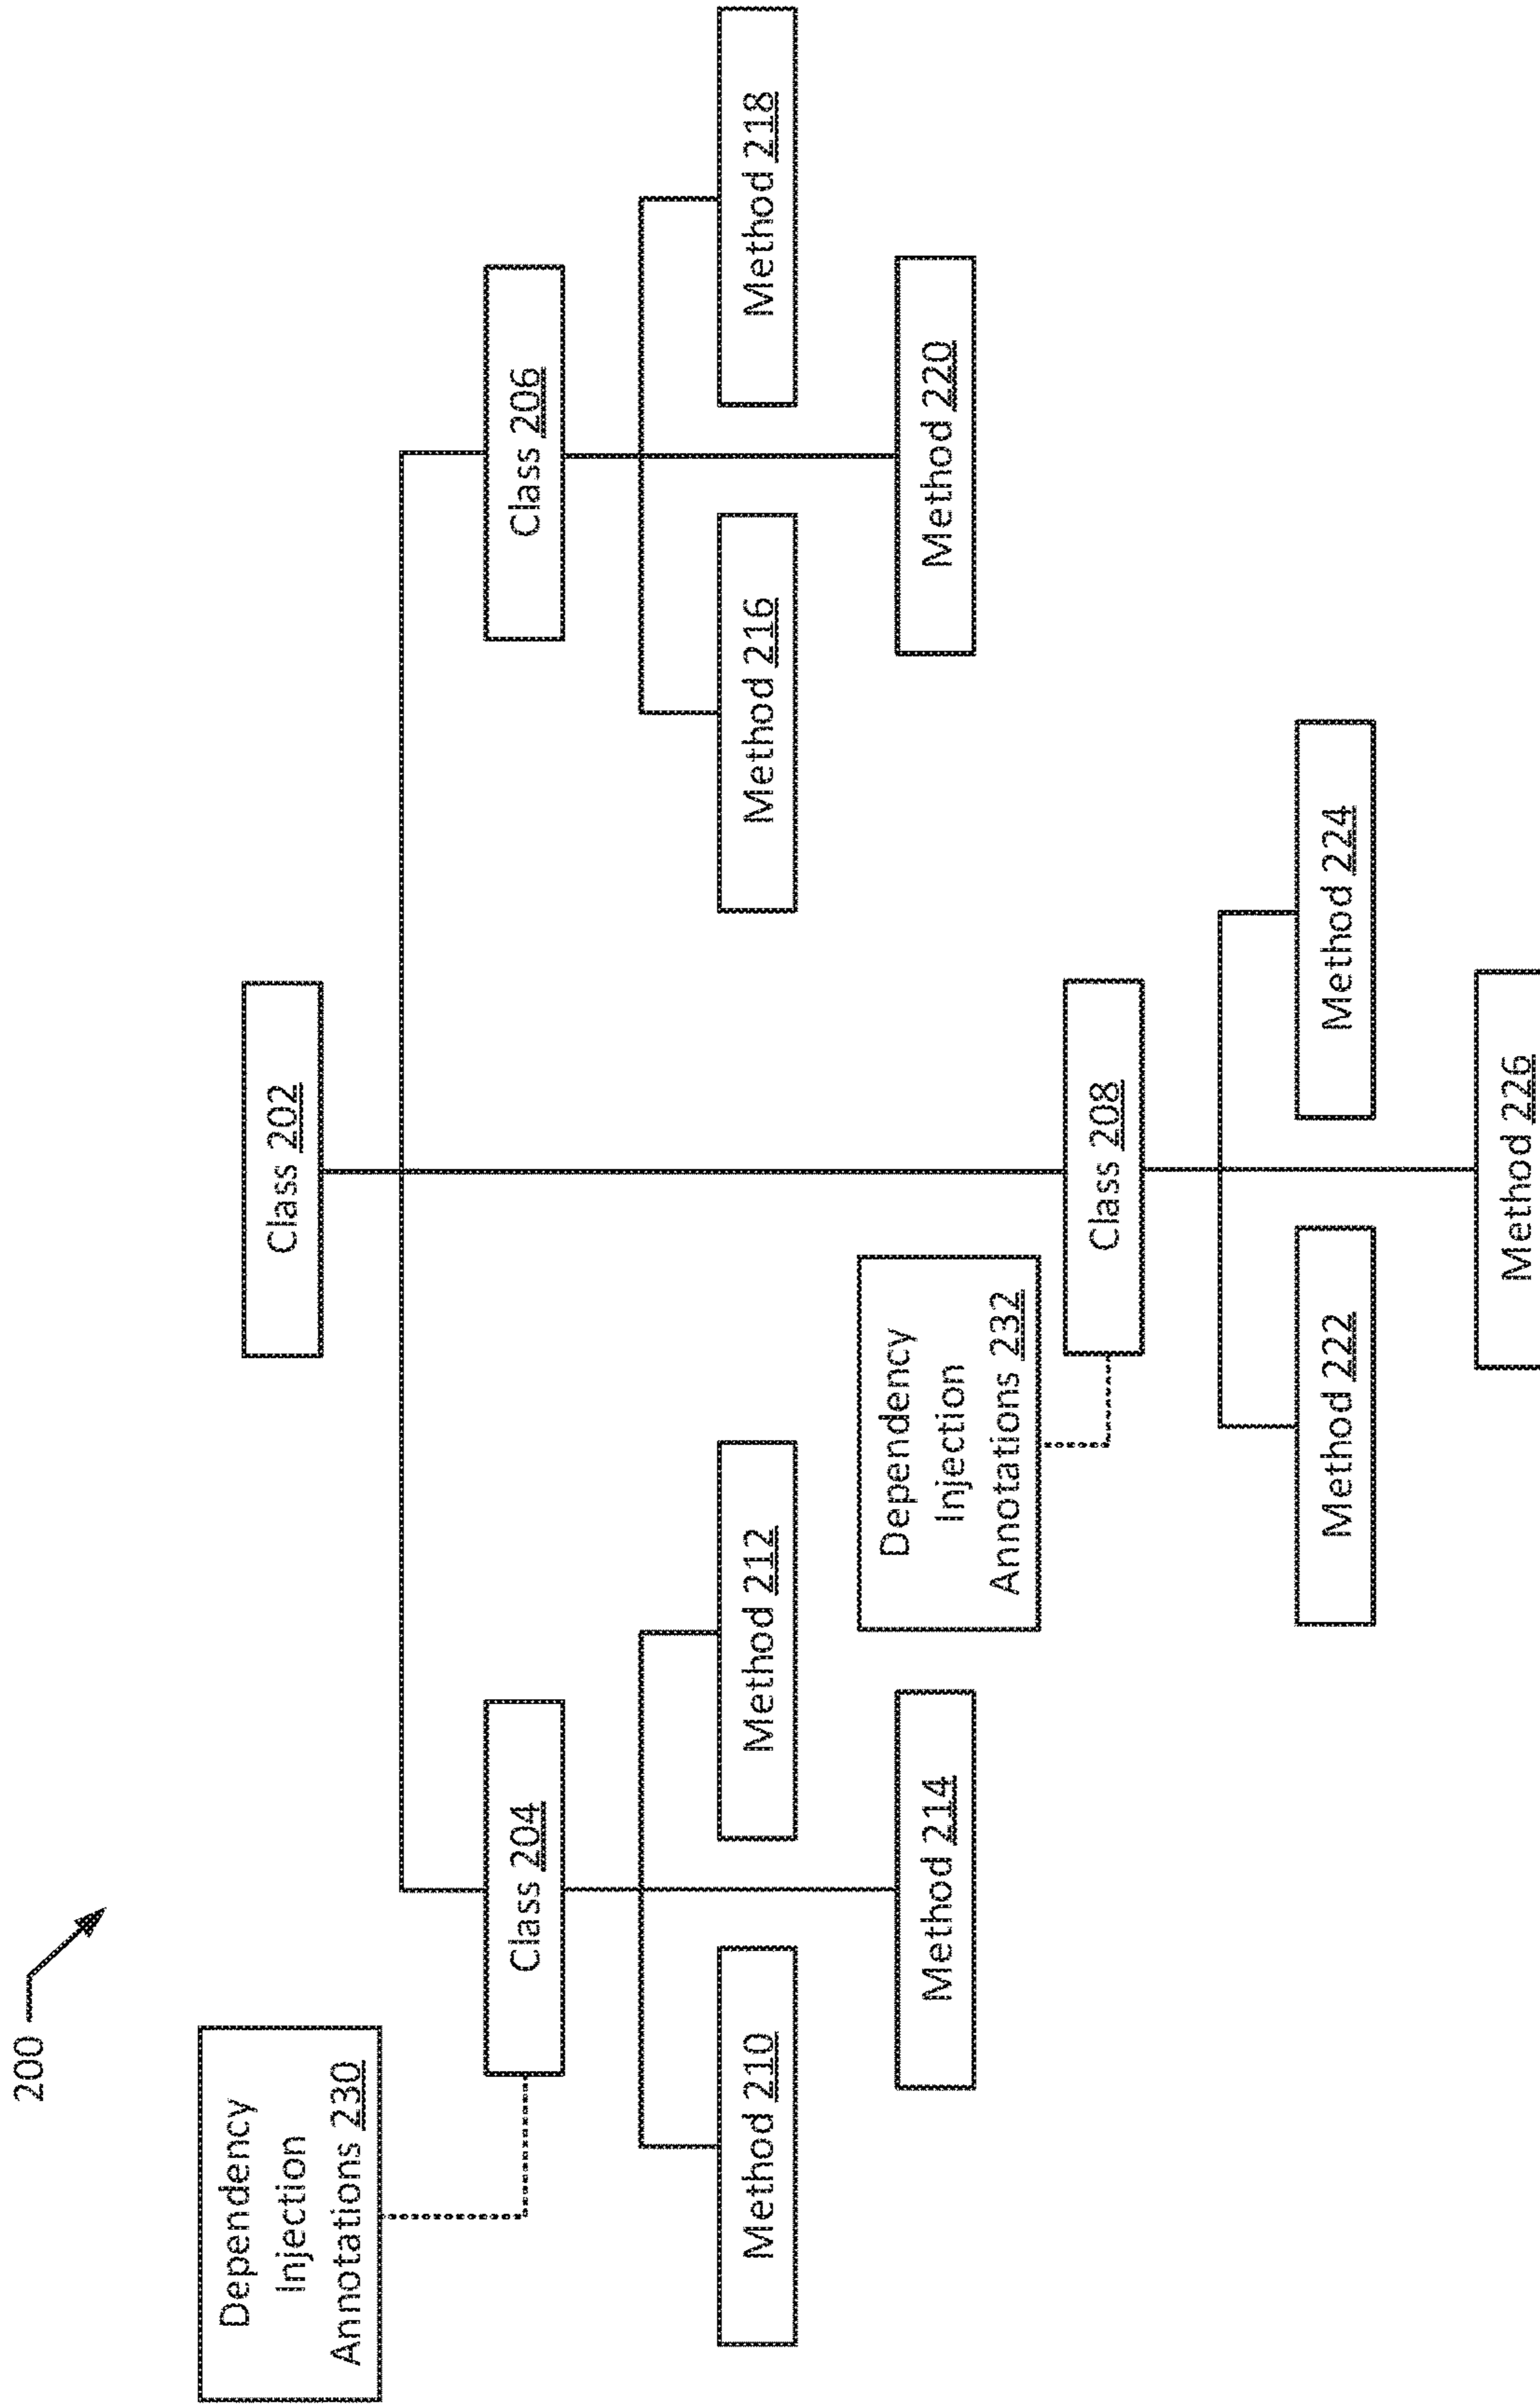 200
Dependency
Injection
Annotations 230
Class 202
Class 204
Class 206
Method 210
Method 212
Method 216
Method 218
Method 214
Method 220
Dependency
Injection
Annotations 232
Class 208
Method 222
Method 224
Method 226